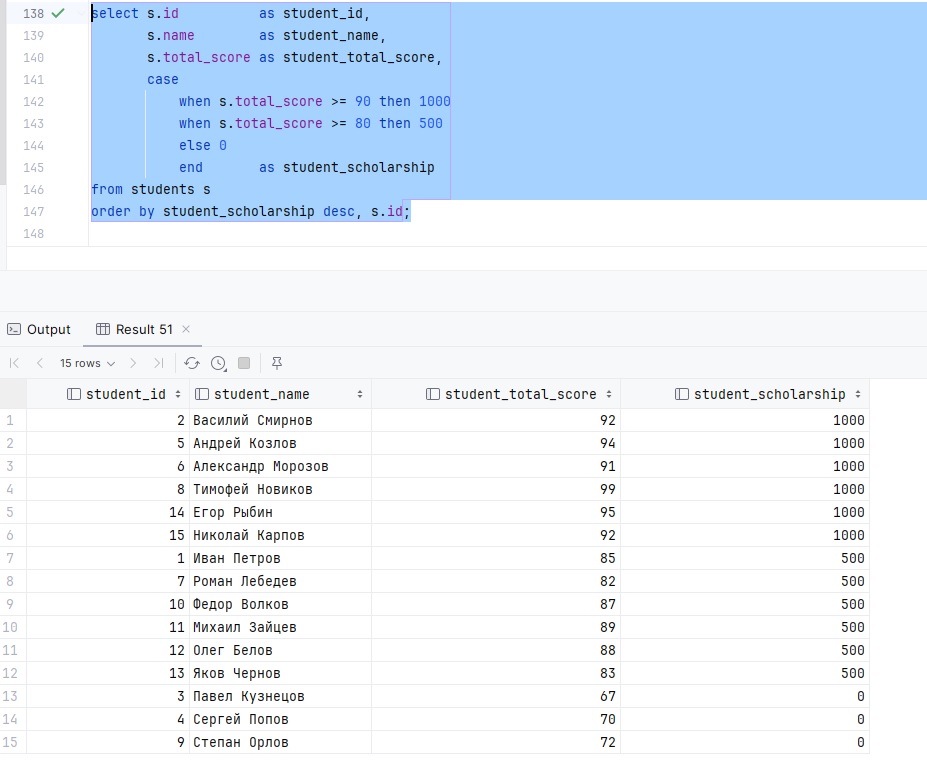 138 select s.id as student_id,
139 s.name as student_name,
140 s.total_score as student_total_score,
141 case
142 when s.total_score >= 90 then 1000
143 when s.total_score >= 80 then 500
144 else 0
145 end as student_scholarship
146 from students s
147 order by student_scholarship desc, s.id;
148
Output Result 51 ×
15 rows
student_id student_name student_total_score student_scholarship
1 2 Василий Смирнов 92 1000
2 5 Андрей Козлов 94 1000
3 6 Александр Морозов 91 1000
4 8 Тимофей Новиков 99 1000
5 14 Егор Рыбин 95 1000
6 15 Николай Карпов 92 1000
7 1 Иван Петров 85 500
8 7 Роман Лебедев 82 500
9 10 Федор Волков 87 500
10 11 Михаил Зайцев 89 500
11 12 Олег Белов 88 500
12 13 Яков Чернов 83 500
13 3 Павел Кузнецов 67 0
14 4 Сергей Попов 70 0
15 9 Степан Орлов 72 0